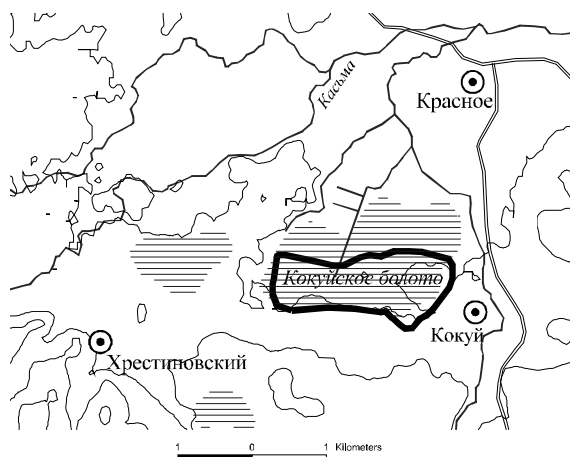 Касьма
Красное
Кокуйское болото
Кокуй
Хрестиновский
1 0 1 Kilometers